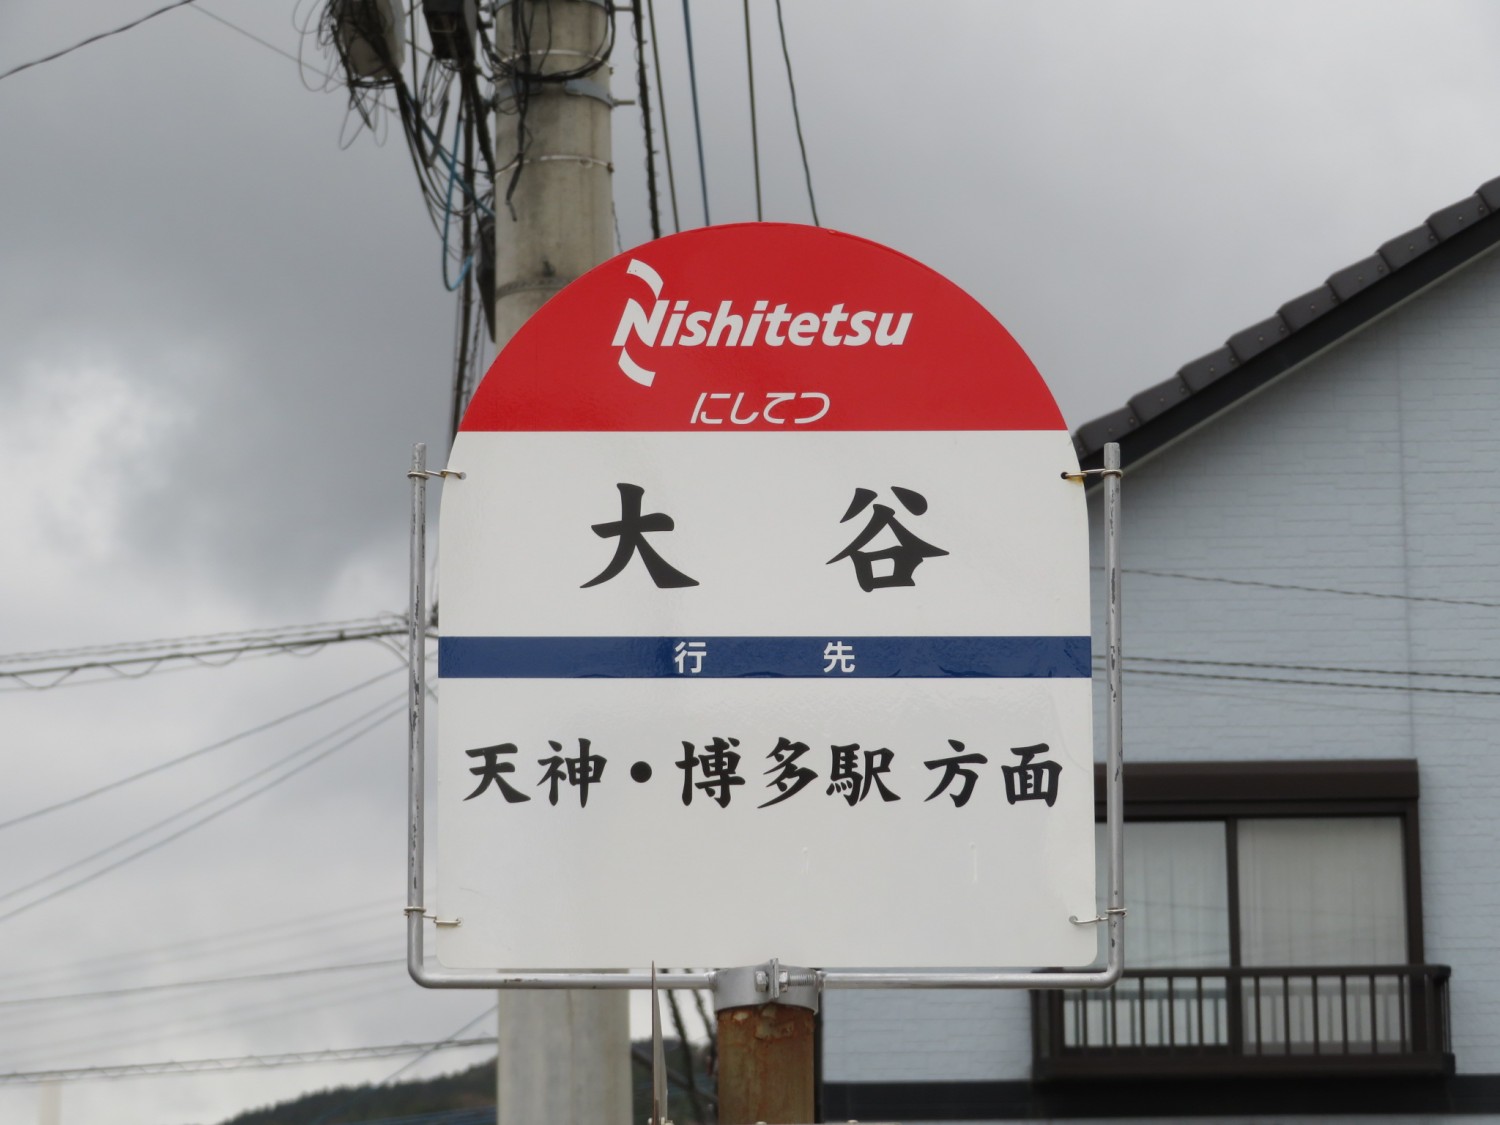 Nishitetsu
にしてつ
大谷
行先
天神・博多駅 方面